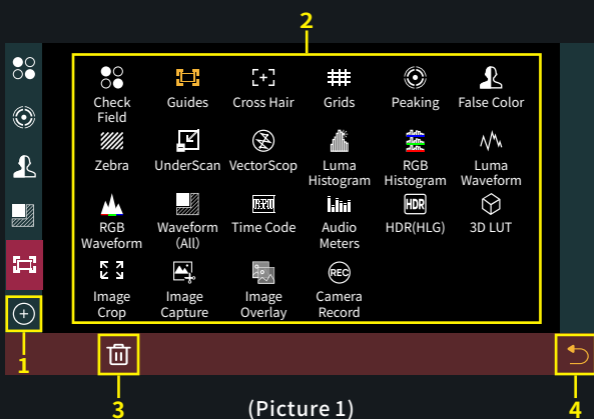 2
Check
Field
Guides
Cross Hair
Grids
Peaking
False Color
Zebra
UnderScan
VectorScop
Luma
Histogram
RGB
Histogram
Luma
Waveform
RGB
Waveform
Waveform
(All)
Time Code
Audio
Meters
HDR
HDR(HLG)
3D LUT
Image
Crop
Image
Capture
Image
Overlay
REC
Camera
Record
1
3
(Picture 1)
4